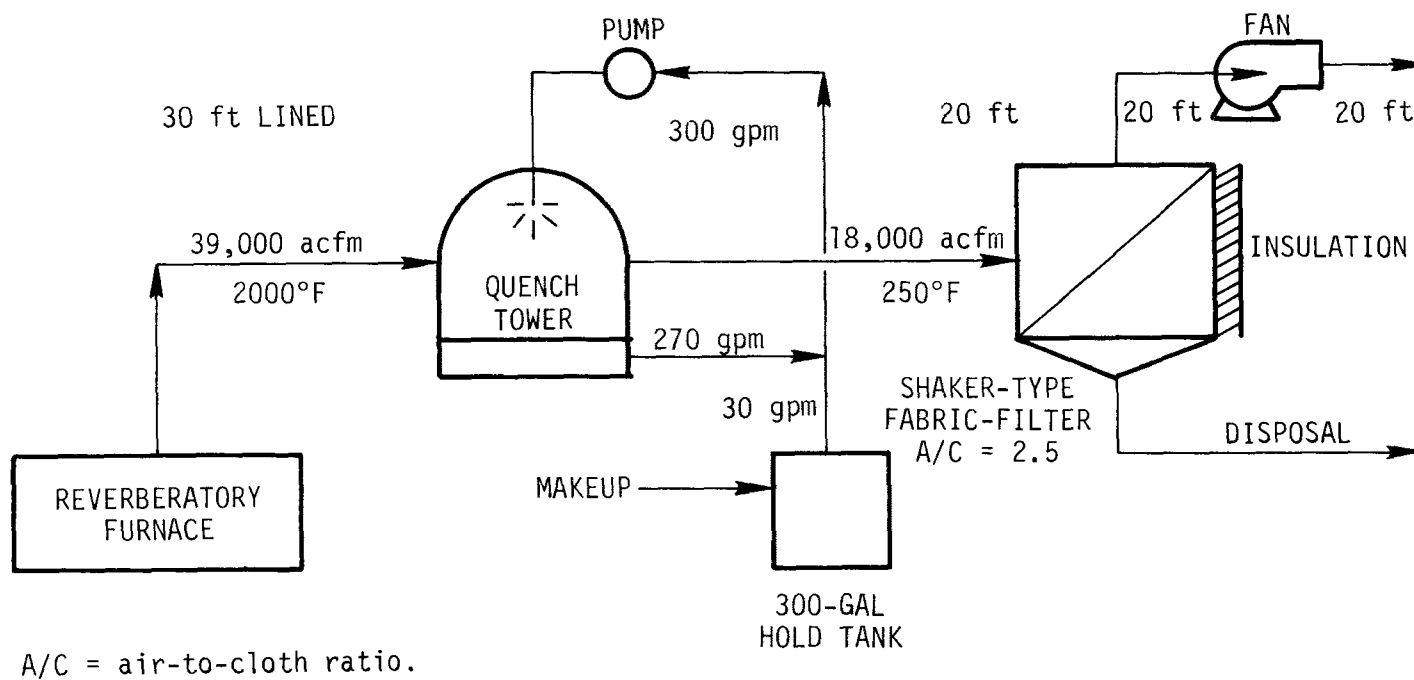 FAN
PUMP
30 ft LINED
300 gpm
20 ft
20 ft
20 ft
39,000 acfm
2000°F
18,000 acfm
250°F
INSULATION
QUENCH
TOWER
270 gpm
30 gpm
SHAKER-TYPE
FABRIC-FILTER
A/C = 2.5
DISPOSAL
REVERBERATORY
FURNACE
MAKEUP
300-GAL
HOLD TANK
A/C = air-to-cloth ratio.